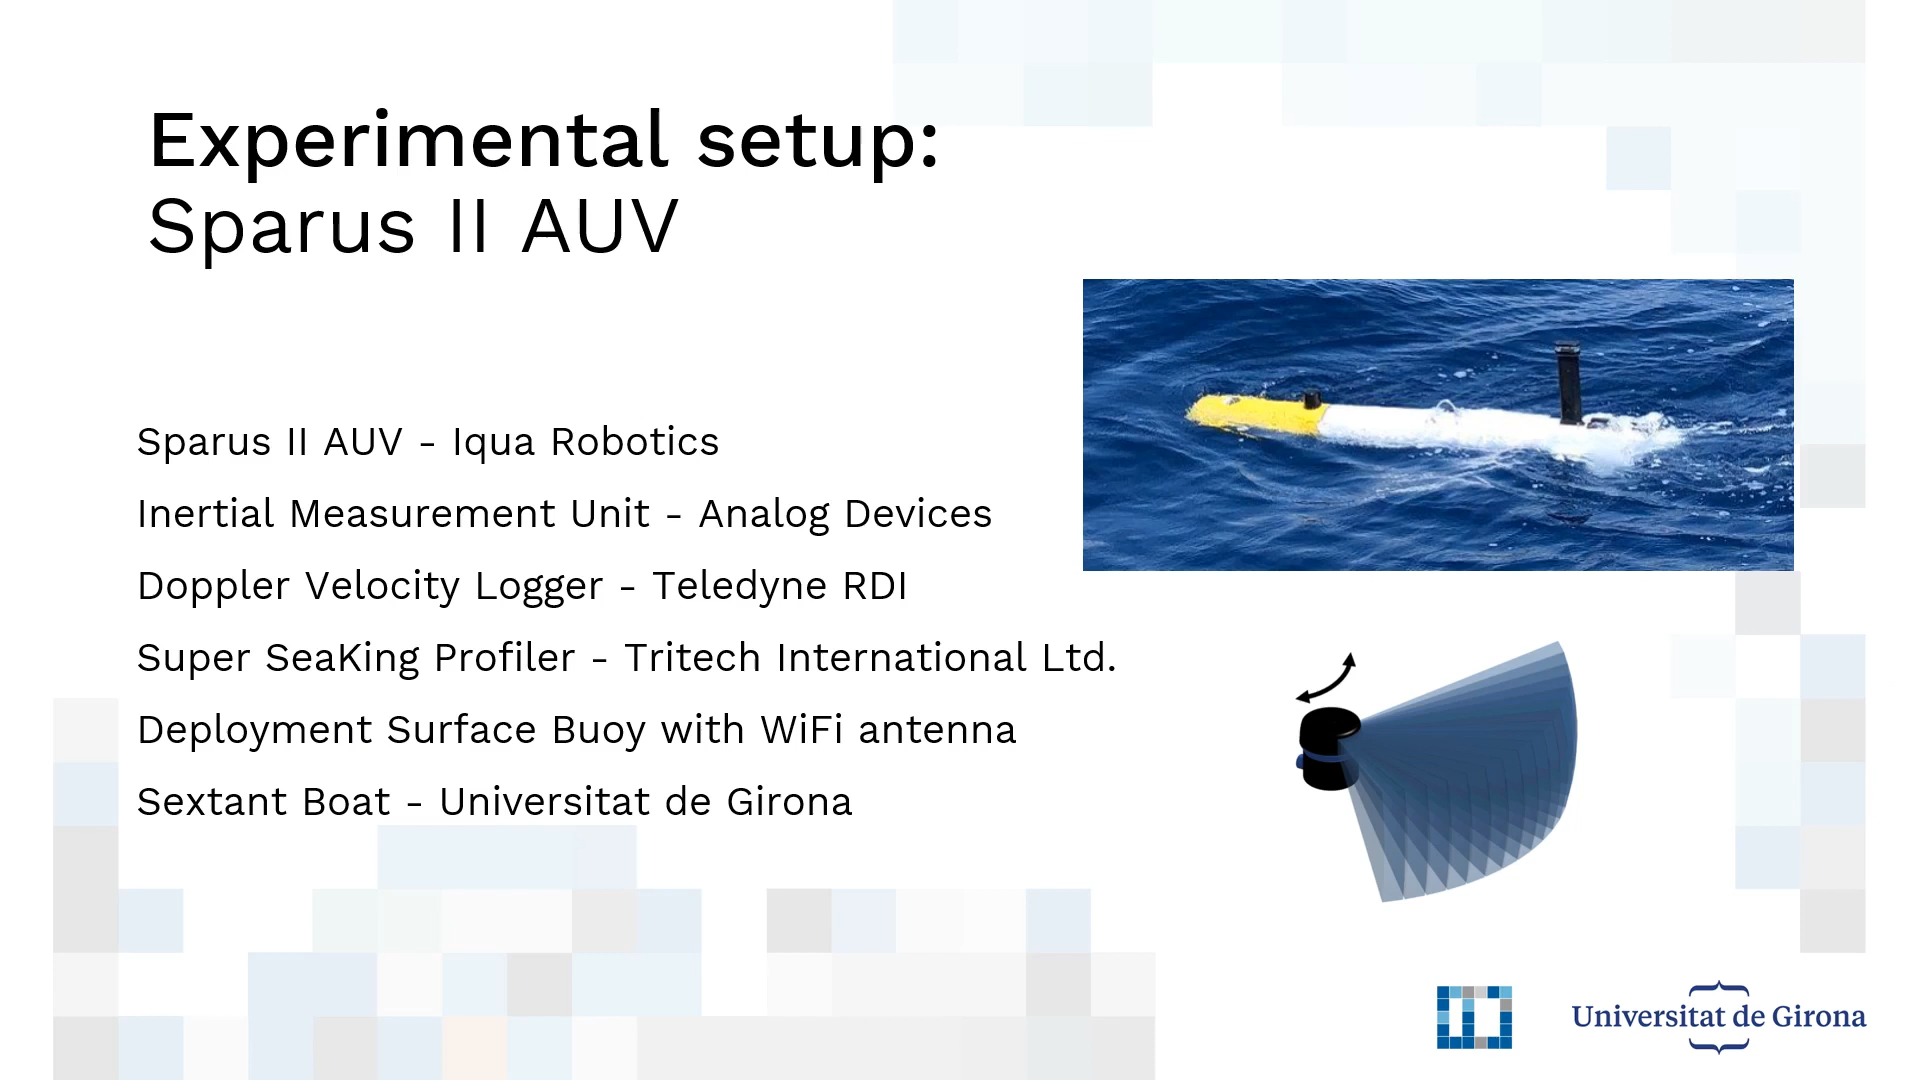 Experimental setup:
Sparus II AUV
Sparus II AUV - Iqua Robotics
Inertial Measurement Unit - Analog Devices
Doppler Velocity Logger - Teledyne RDI
Super SeaKing Profiler - Tritech International Ltd.
Deployment Surface Buoy with WiFi antenna
Sextant Boat - Universitat de Girona
Universitat de Girona